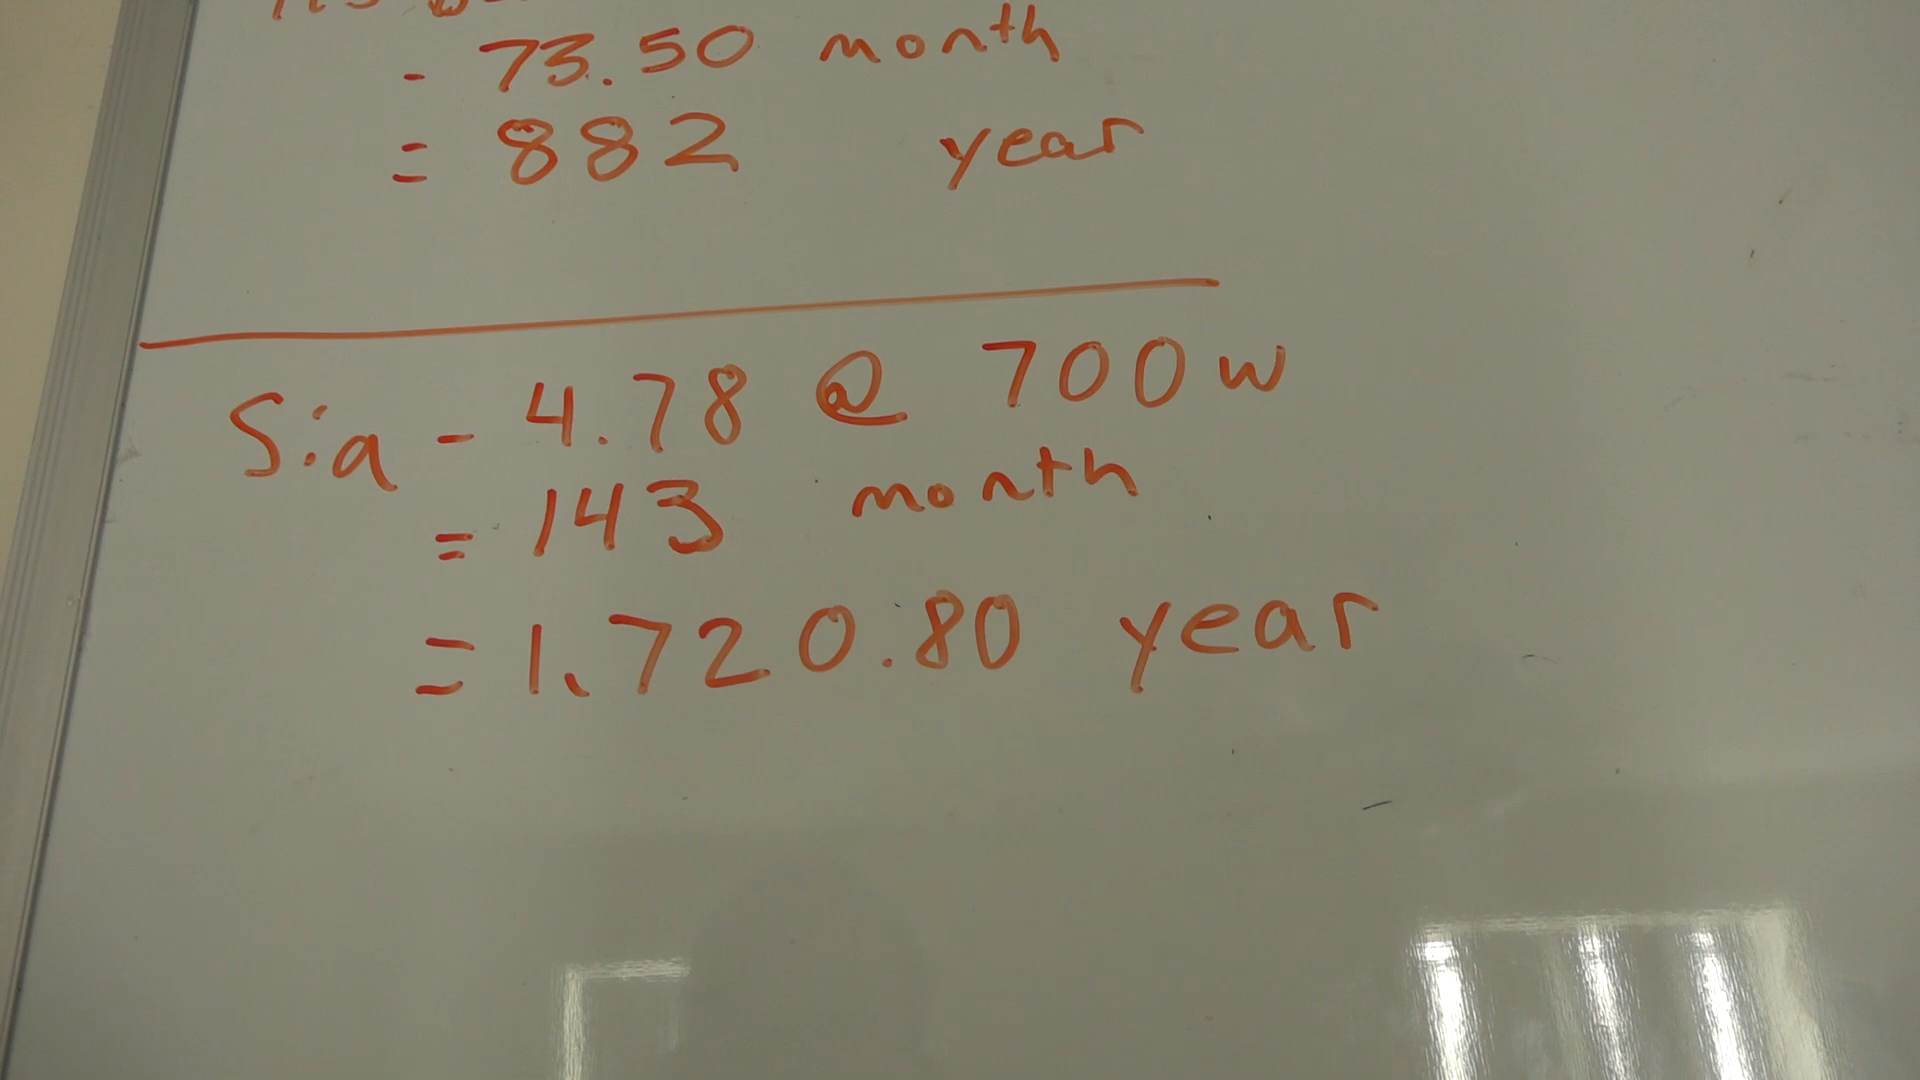 - 73.50 month
= 882 year
Sia - 4.78 @ 700w
= 143 month
= 1,720.80 year